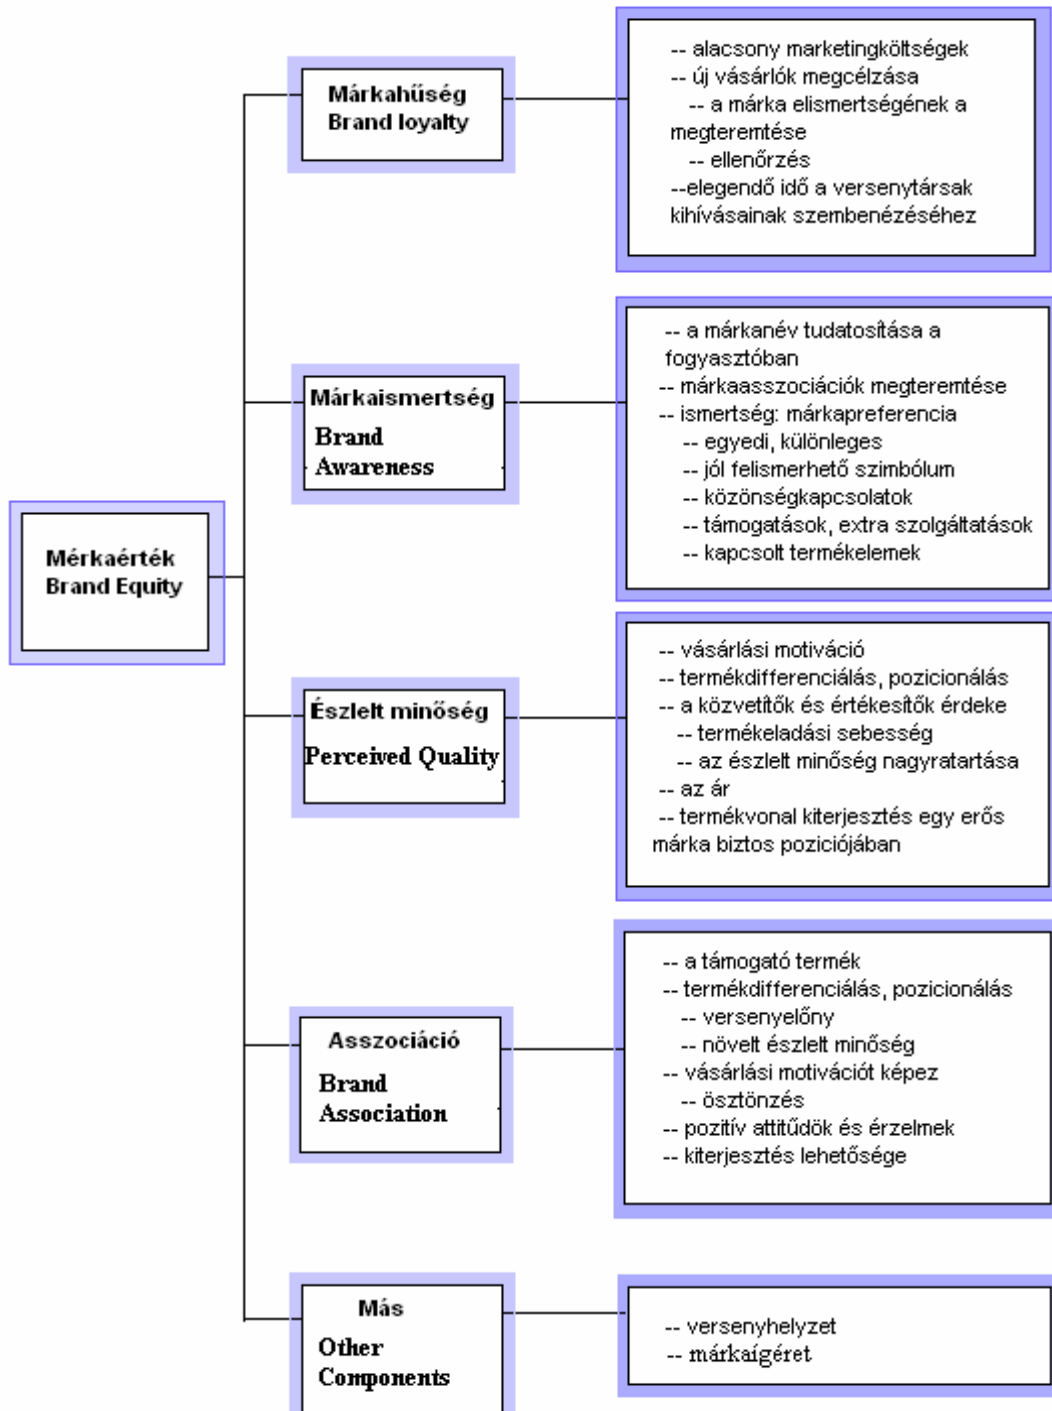 Márkahűség
Brand loyalty
-- alacsony marketingköltségek
-- új vásárlók megcélzása
-- a márka elismertségének a
megteremtése
-- ellenőrzés
--elegendő idő a versenytársak
kihívásainak szembenézéséhez
Márkaismertség
Brand
Awareness
-- a márkanév tudatosítása a
fogyasztóban
-- márkaasszociációk megteremtése
-- ismertség: márkapreferencia
-- egyedi, különleges
-- jól felismerhető szimbólum
-- közönségkapcsolatok
-- támogatások, extra szolgáltatások
-- kapcsolt termékelemek
Mérkaérték
Brand Equity
Észlelt minőség
Perceived Quality
-- vásárlási motiváció
-- termékdifferenciálás, pozicionálás
-- a közvetítők és értékesítők érdeke
-- termékeladási sebesség
-- az észlelt minőség nagyratartása
-- az ár
-- termékvonal kiterjesztés egy erős
márka biztos poziciójában
Asszociáció
Brand
Association
-- a támogató termék
-- termékdifferenciálás, pozicionálás
-- versenyelőny
-- növelt észlelt minőség
-- vásárlási motivációt képez
-- ösztönzés
-- pozitív attitűdök és érzelmek
-- kiterjesztés lehetősége
Más
Other
Components
-- versenyhelyzet
-- márkaígéret